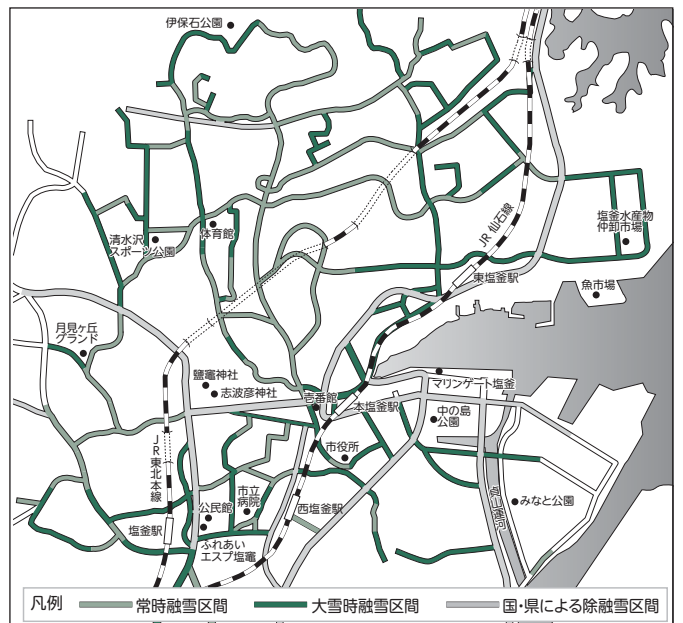 伊保石公園
JR 仙石線
塩釜水産物
仲卸市場
体育館
清水沢
スポーツ公園
東塩釜駅
魚市場
月見ヶ丘
グランド
鹽竈神社
志波彦神社
壱番館
マリンゲート塩釜
本塩釜駅
中の島
公園
市役所
JR東北本線
市立
病院
公民館
西塩釜駅
貞山運河
みなと公園
塩釜駅
ふれあい
エスプ塩竈
凡例
常時融雪区間
大雪時融雪区間
国・県による除融雪区間